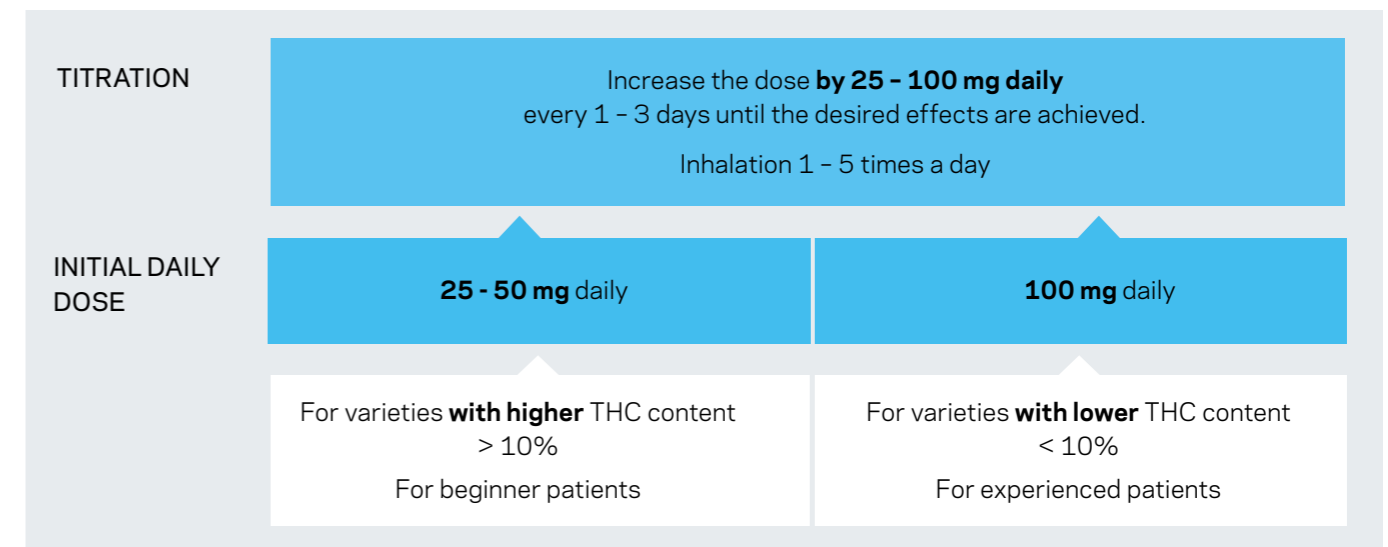 TITRATION
Increase the dose by 25 – 100 mg daily
every 1 – 3 days until the desired effects are achieved.
Inhalation 1 – 5 times a day
INITIAL DAILY
DOSE
25 - 50 mg daily
100 mg daily
For varieties with higher THC content
> 10%
For beginner patients
For varieties with lower THC content
< 10%
For experienced patients